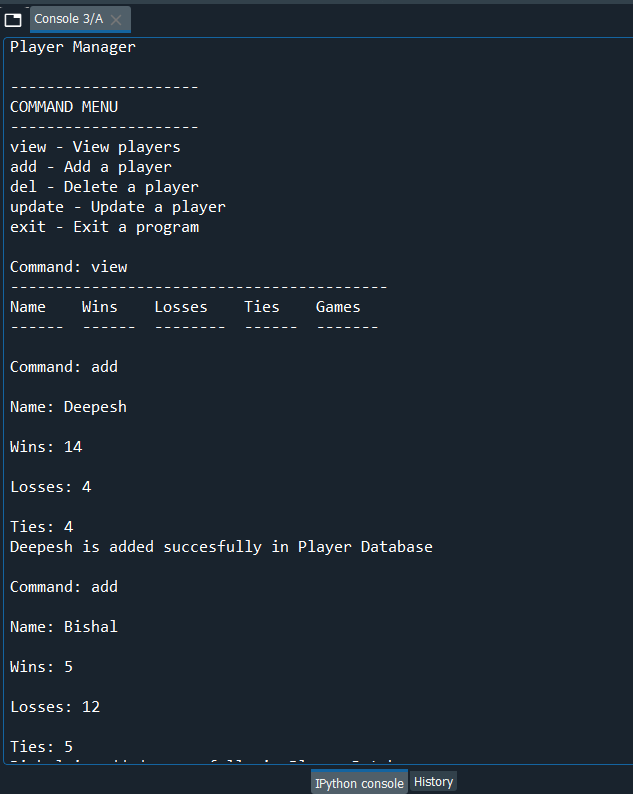 Console 3/A
Player Manager
---------------------
COMMAND MENU
---------------------
view - View players
add - Add a player
del - Delete a player
update - Update a player
exit - Exit a program
Command: view
------------------------------------------
Name    Wins    Losses    Ties    Games
------  ------  --------  ------  -------
Command: add
Name: Deepesh
Wins: 14
Losses: 4
Ties: 4
Deepesh is added succesfully in Player Database
Command: add
Name: Bishal
Wins: 5
Losses: 12
Ties: 5
IPython console
History